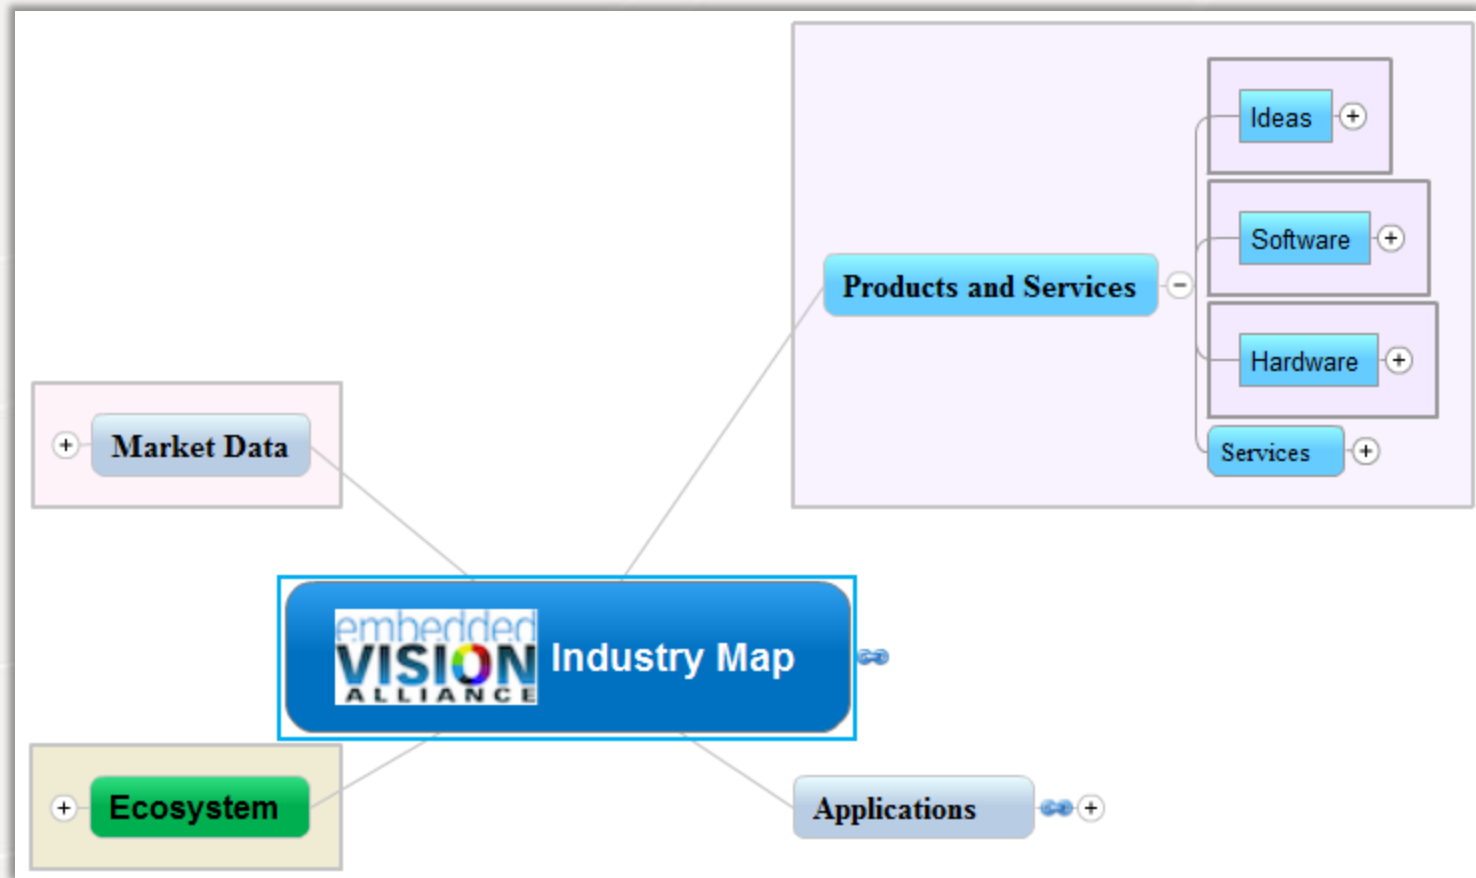 Ideas
Software
Products and Services
Hardware
Market Data
Services
embedded
VISION
ALLIANCE
Industry Map
Ecosystem
Applications